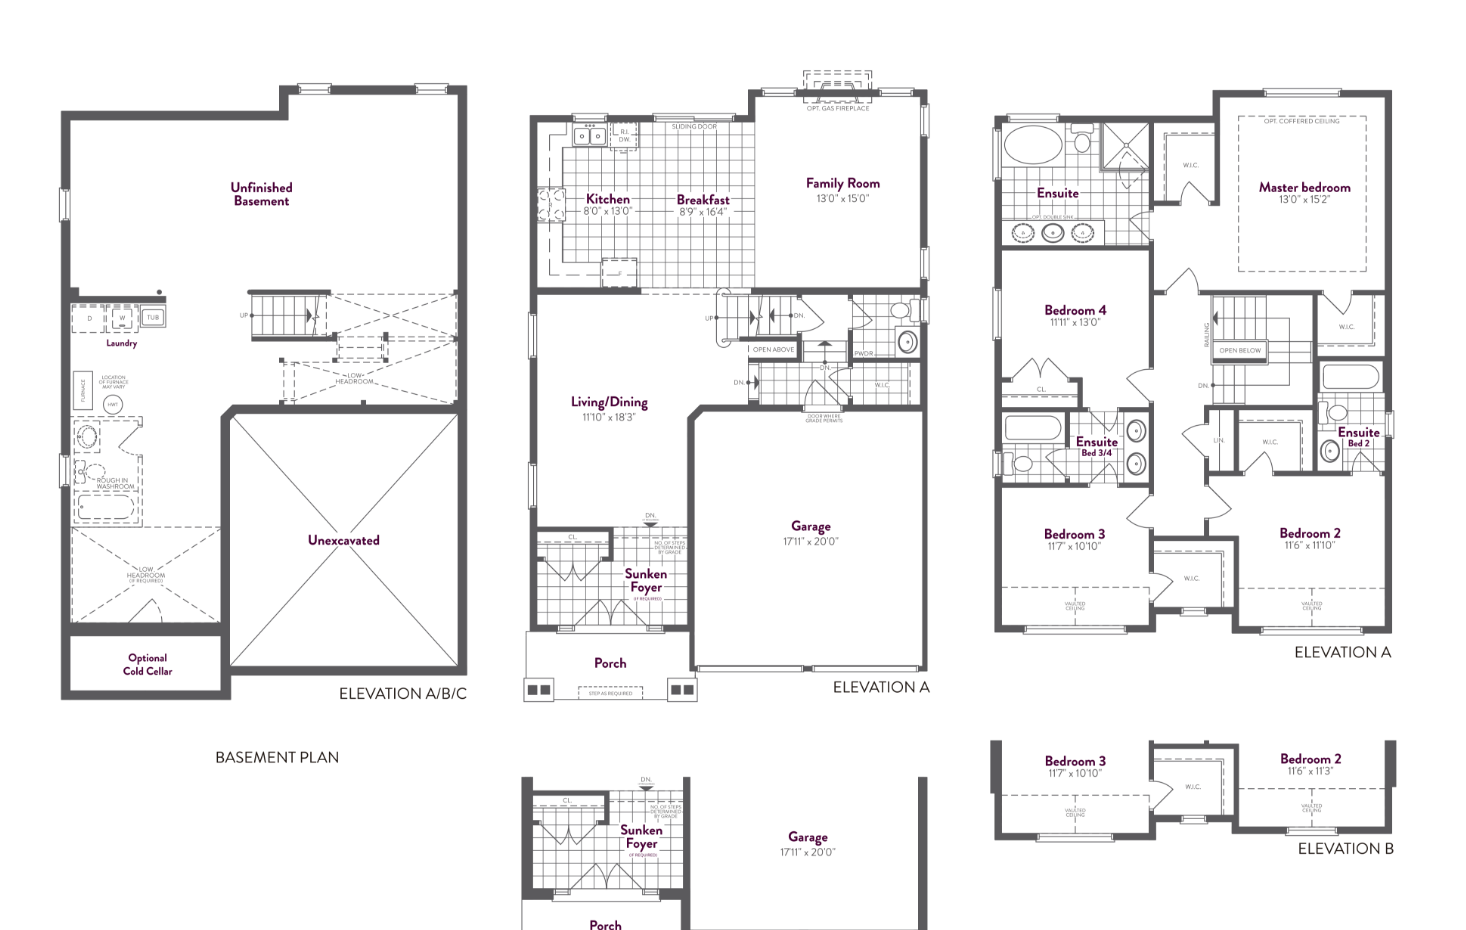 Unfinished
Basement
UP
D
W
TUB
Laundry
FURNACE
LOCATION
OF FURNACE
MAY VARY
HWT
LOW
HEADROOM
ROUGH IN
WASHROOM
LOW
HEADROOM
(IF REQUIRED)
Unexcavated
Optional
Cold Cellar
ELEVATION A/B/C
BASEMENT PLAN
OPT. GAS FIREPLACE
SLIDING DOOR
R.I.
DW.
Kitchen
8'0" x 13'0"
Breakfast
8'9" x 16'4"
Family Room
13'0" x 15'0"
F
UP
DN.
OPEN ABOVE
PWDR.
DN.
DN.
W.I.C.
DOOR WHERE
GRADE PERMITS
Living/Dining
11'10" x 18'3"
DN.
CL.
NO. OF STEPS
DETERMINED
BY GRADE
Sunken
Foyer
(IF REQUIRED)
Garage
17'11" x 20'0"
Porch
STEP AS REQUIRED
ELEVATION A
DN.
CL.
NO. OF STEPS
DETERMINED
BY GRADE
Sunken
Foyer
(IF REQUIRED)
Garage
17'11" x 20'0"
Porch
OPT. COFFERED CEILING
W.I.C.
Ensuite
Master bedroom
13'0" x 15'2"
OPT. DOUBLE SINK
Bedroom 4
11'11" x 13'0"
RAILING
OPEN BELOW
W.I.C.
DN.
CL.
Ensuite
Bed 3/4
LIN.
W.I.C.
Ensuite
Bed 2
Bedroom 3
11'7" x 10'10"
Bedroom 2
11'6" x 11'10"
W.I.C.
VAULTED
CEILING
VAULTED
CEILING
ELEVATION A
Bedroom 3
11'7" x 10'10"
W.I.C.
Bedroom 2
11'6" x 11'3"
VAULTED
CEILING
VAULTED
CEILING
ELEVATION B